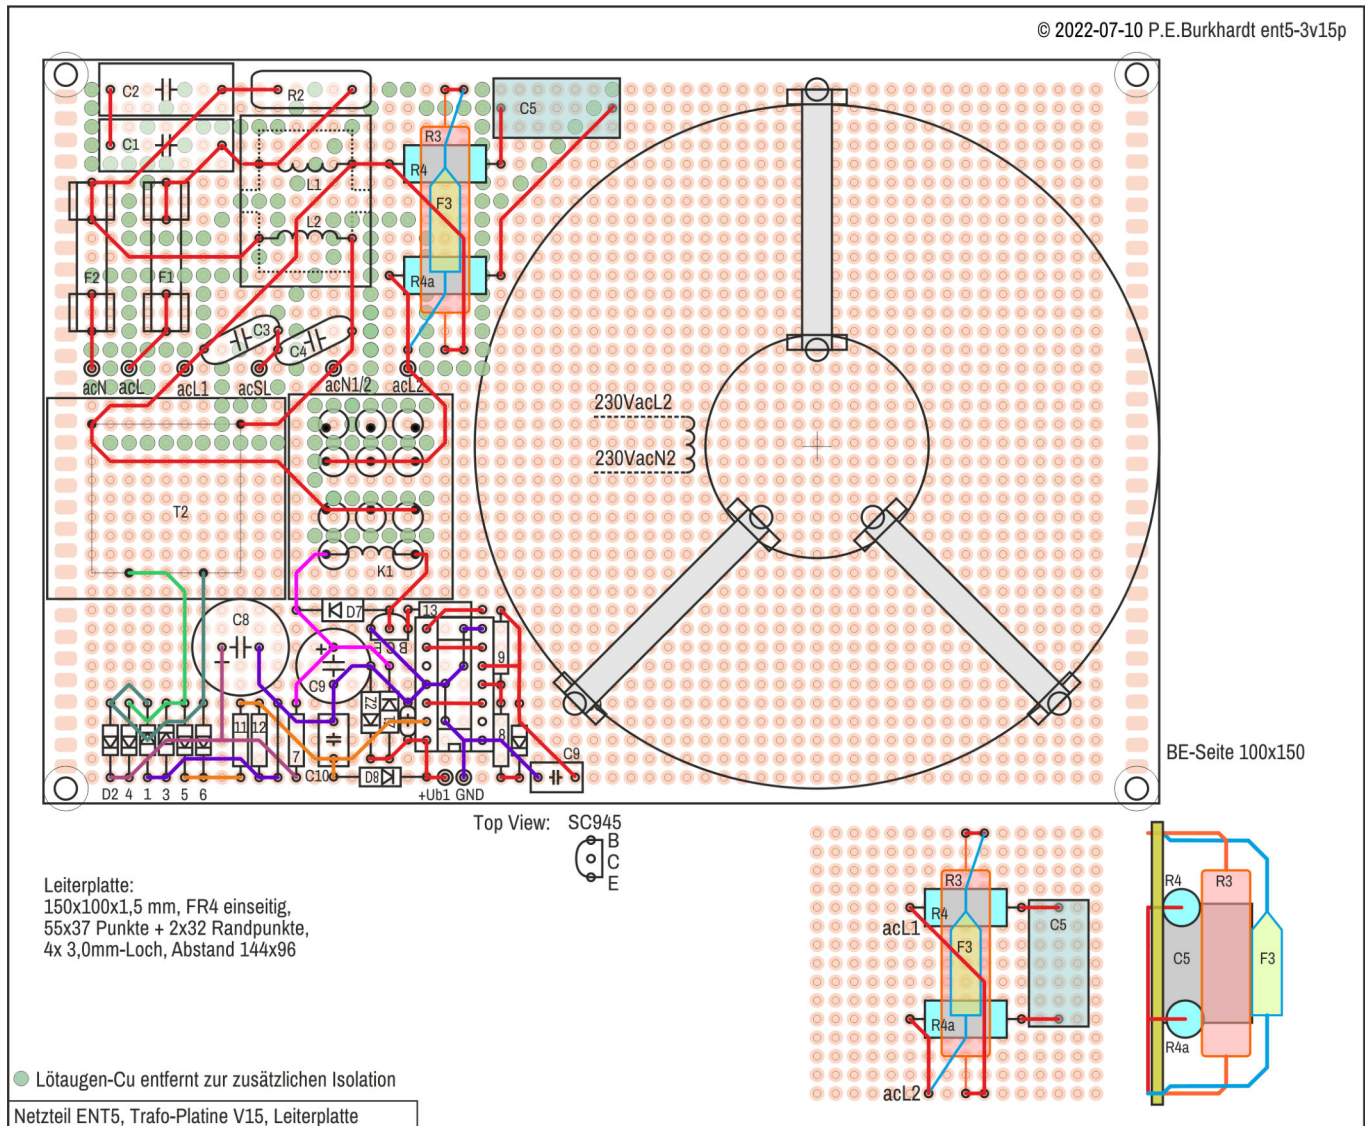 © 2022-07-10 P.E.Burkhardt ent5-3v15p
C2
R2
C5
C1
R3
R4
L1
F3
L2
F2
F1
R4a
C3
C4
acN
acL
acL1
acSL
acN1/2
acL2
230VacL2
230VacN2
T2
K1
D7
13
C8
B
C
E
+
9
C9
Z2
11
12
7
8
C9
C10
D8
D2 4 1 3 5 6
+Ub1 GND
BE-Seite 100x150
Top View: SC945
B
C
E
Leiterplatte:
150x100x1,5 mm, FR4 einseitig,
55x37 Punkte + 2x32 Randpunkte,
4x 3,0mm-Loch, Abstand 144x96
R3
R4
C5
acL1
F3
R4a
acL2
R4
R3
C5
F3
R4a
Lötaugen-Cu entfernt zur zusätzlichen Isolation
Netzteil ENT5, Trafo-Platine V15, Leiterplatte